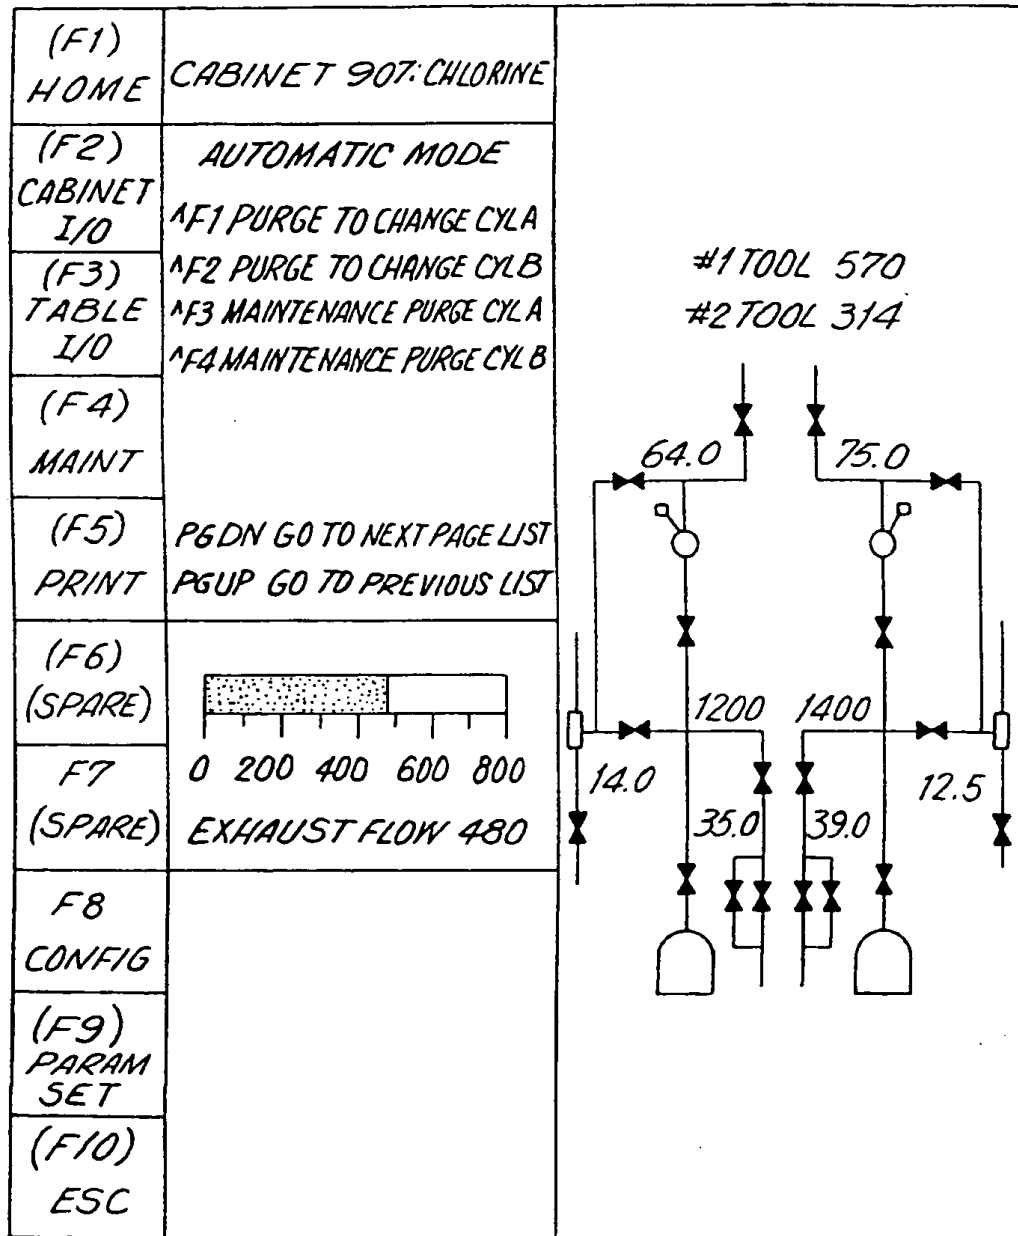 (F1)
HOME
CABINET 907: CHLORINE
(F2)
CABINET
I/O
(F3)
TABLE
I/O
(F4)
MAINT
(F5)
PRINT
(F6)
(SPARE)
F7
(SPARE)
F8
CONFIG
(F9)
PARAM
SET
(F10)
ESC
AUTOMATIC MODE
^F1 PURGE TO CHANGE CYL A
^F2 PURGE TO CHANGE CYL B
^F3 MAINTENANCE PURGE CYL A
^F4 MAINTENANCE PURGE CYL B
PGDN GO TO NEXT PAGE LIST
PGUP GO TO PREVIOUS LIST
0 200 400 600 800
EXHAUST FLOW 480
#1 TOOL 570
#2 TOOL 314
64.0 75.0
1200 1400
14.0 12.5
35.0 39.0